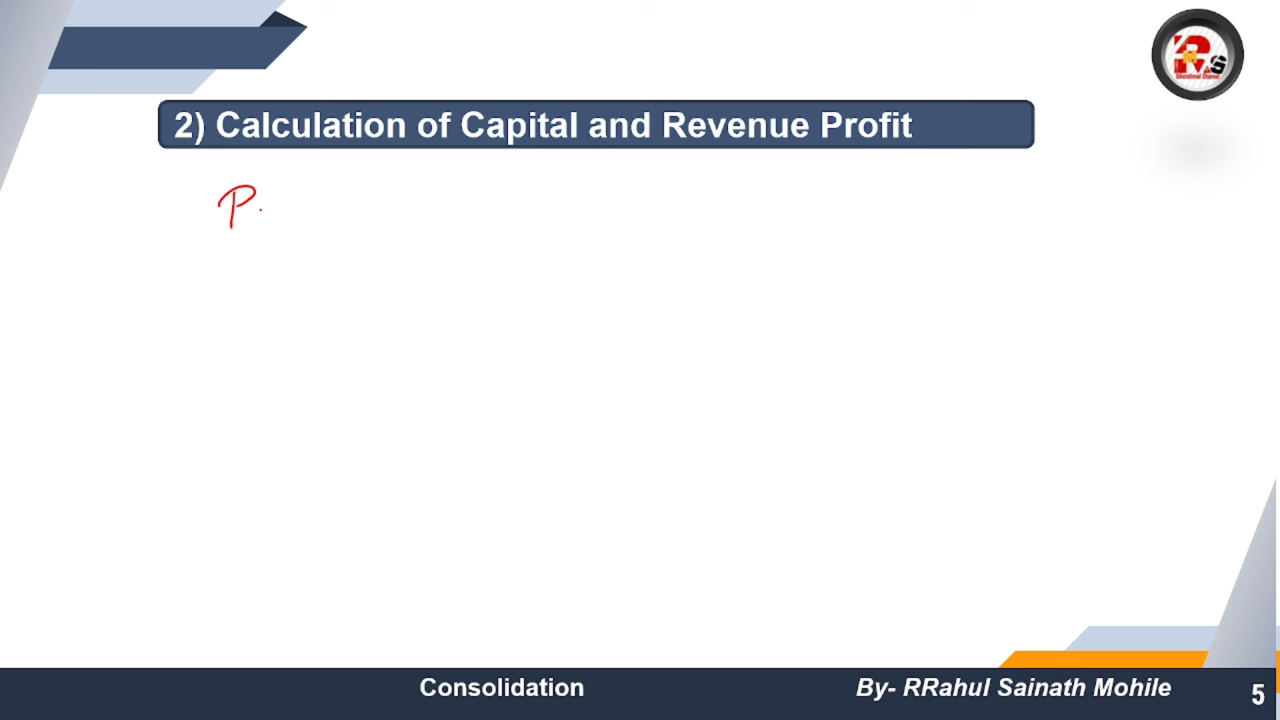 2) Calculation of Capital and Revenue Profit
P.
Consolidation
By- RRahul Sainath Mohile
5